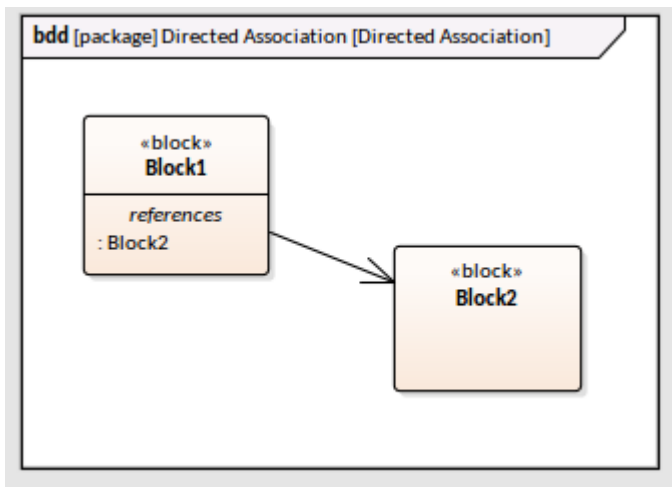 bdd [package] Directed Association [Directed Association]
«block»
Block1
references
: Block2
«block»
Block2